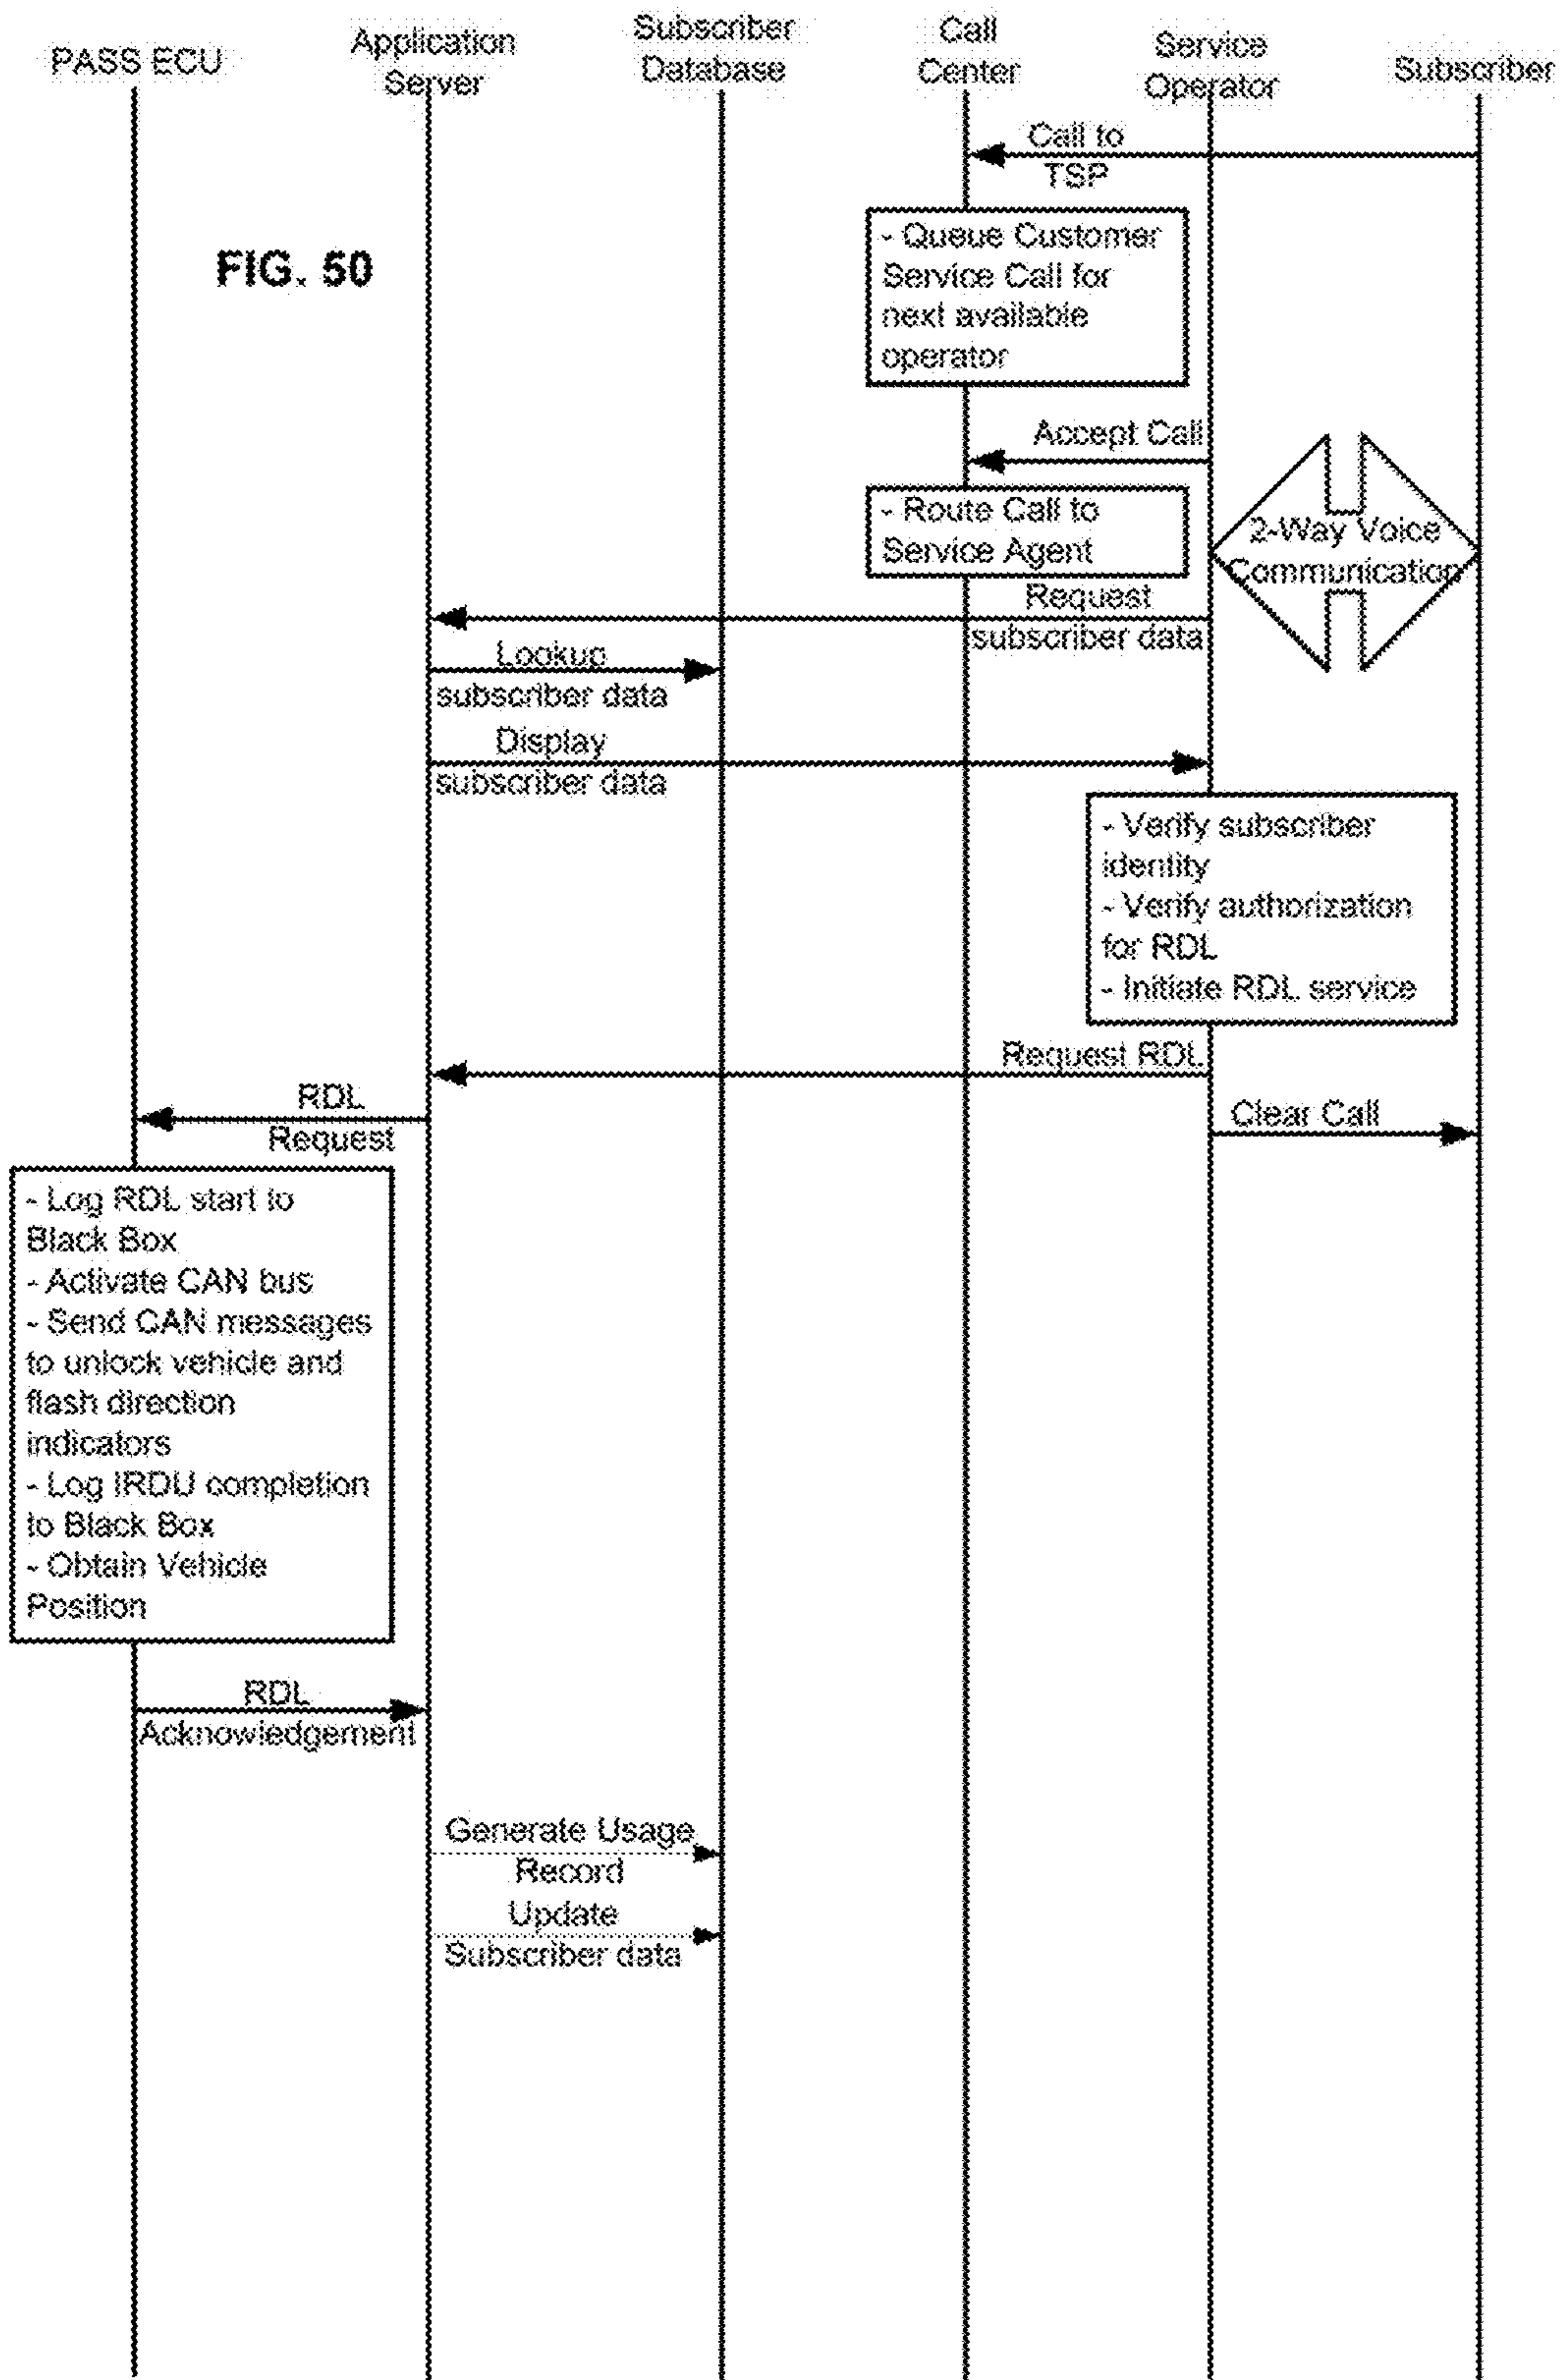 PASS ECU
Application
Server
Subscriber
Database
Call
Center
Service
Operator
Subscriber
Call to
TSP
FIG. 50
- Queue Customer
Service Call for
next available
operator
Accept Call
- Route Call to
Service Agent
2-Way Voice
Communication
Request
subscriber data
Lookup
subscriber data
Display
subscriber data
- Verify subscriber
identity
- Verify authorization
for RDL
- Initiate RDL service
Request RDL
RDL
Request
Clear Call
- Log RDL start to
Black Box
- Activate CAN bus
- Send CAN messages
to unlock vehicle and
flash direction
indicators
- Log IRDU completion
to Black Box
- Obtain Vehicle
Position
RDL
Acknowledgement
Generate Usage
Record
Update
Subscriber data